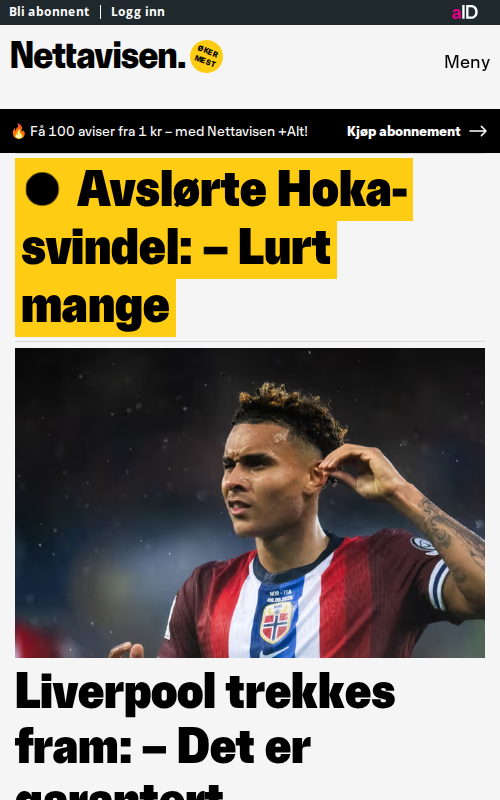 Bli abonnent | Logg inn
aID
Nettavisen.
ØKER
MEST
Meny
🔥 Få 100 aviser fra 1 kr – med Nettavisen +Alt!
Kjøp abonnement →
Avslørte Hoka-
svindel: – Lurt
mange
NOR - ITA
Liverpool trekkes
fram: – Det er
garantert